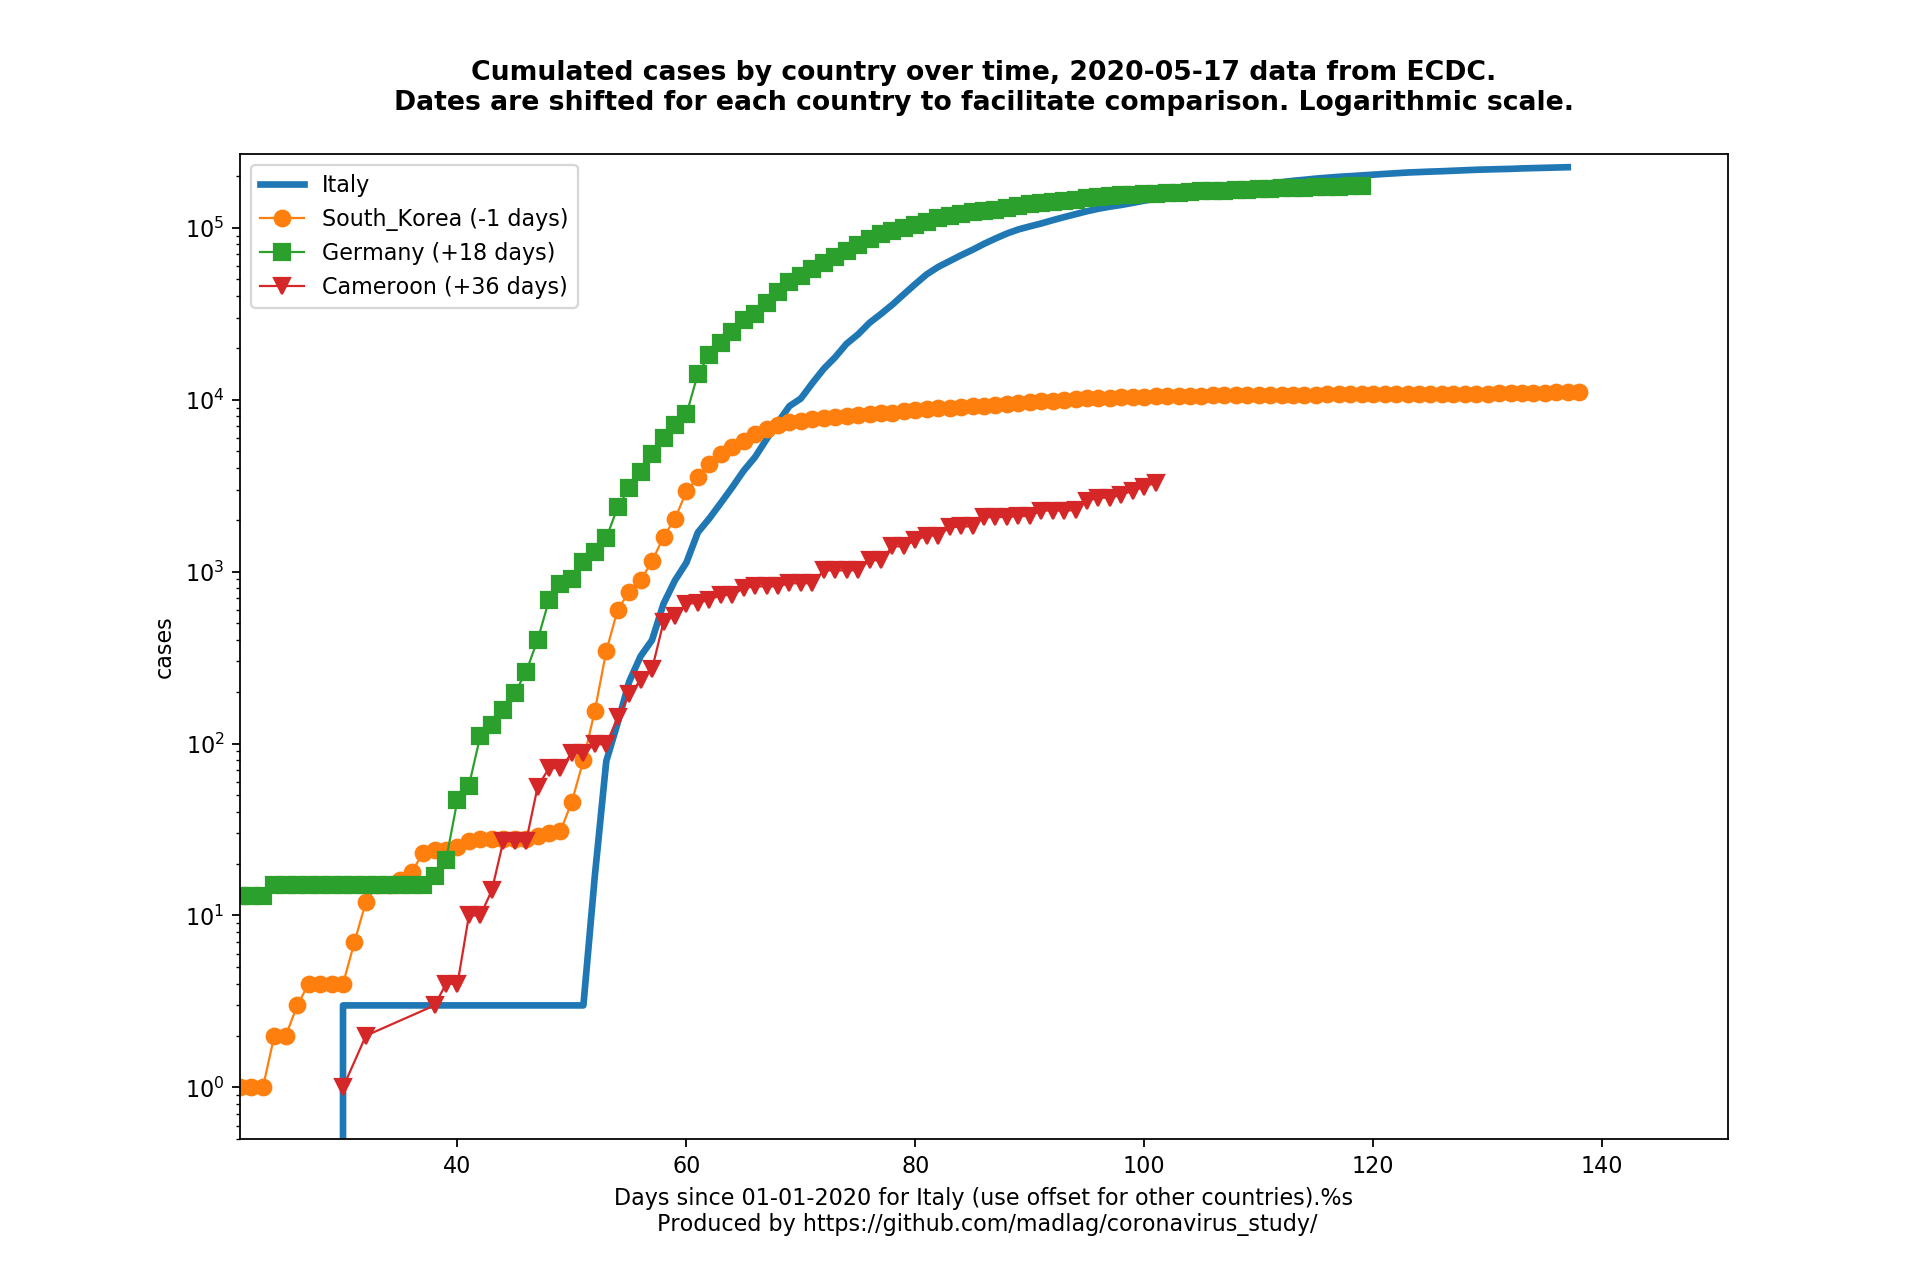 Cumulated cases by country over time, 2020-05-17 data from ECDC.
Dates are shifted for each country to facilitate comparison. Logarithmic scale.
Italy
South_Korea (-1 days)
Germany (+18 days)
Cameroon (+36 days)
10^5
10^4
10^3
10^2
10^1
10^0
cases
40 60 80 100 120 140
Days since 01-01-2020 for Italy (use offset for other countries).%s
Produced by https://github.com/madlag/coronavirus_study/